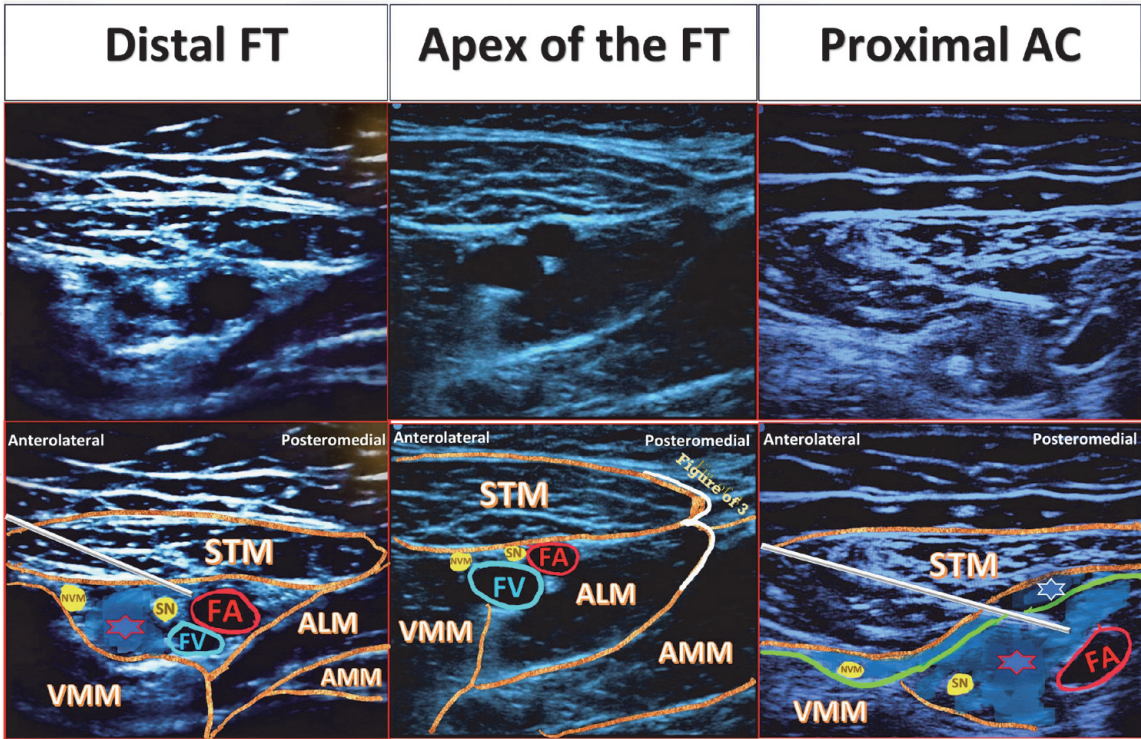 Distal FT
Apex of the FT
Proximal AC
Anterolateral
Posteromedial
STM
NVM
SN
FA
FV
ALM
AMM
VMM
Anterolateral
Posteromedial
Figure of 3
STM
NVM
SN
FA
FV
ALM
VMM
AMM
Anterolateral
Posteromedial
STM
NVM
SN
FA
VMM